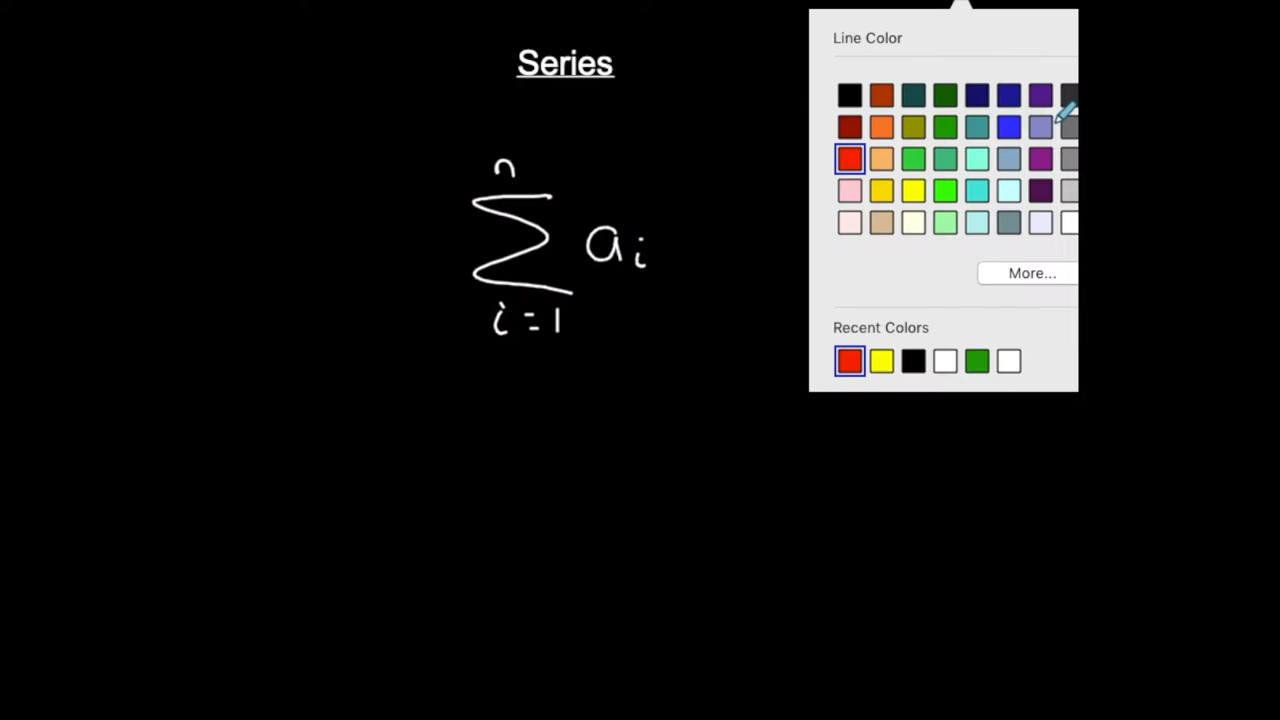 Series
n
∑ aᵢ
i=1
Line Color
More...
Recent Colors